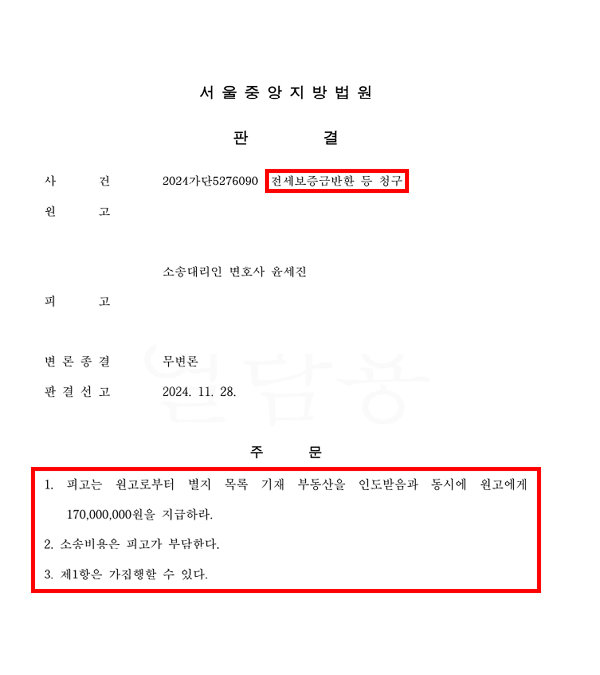 서울중앙지방법원
판 결
사 건 2024가단5276090 전세보증금반환 등 청구
원 고
소송대리인 변호사 윤세진
피 고
변 론 종 결 무변론
판 결 선 고 2024. 11. 28.
열람용
주 문
1. 피고는 원고로부터 별지 목록 기재 부동산을 인도받음과 동시에 원고에게
170,000,000원을 지급하라.
2. 소송비용은 피고가 부담한다.
3. 제1항은 가집행할 수 있다.